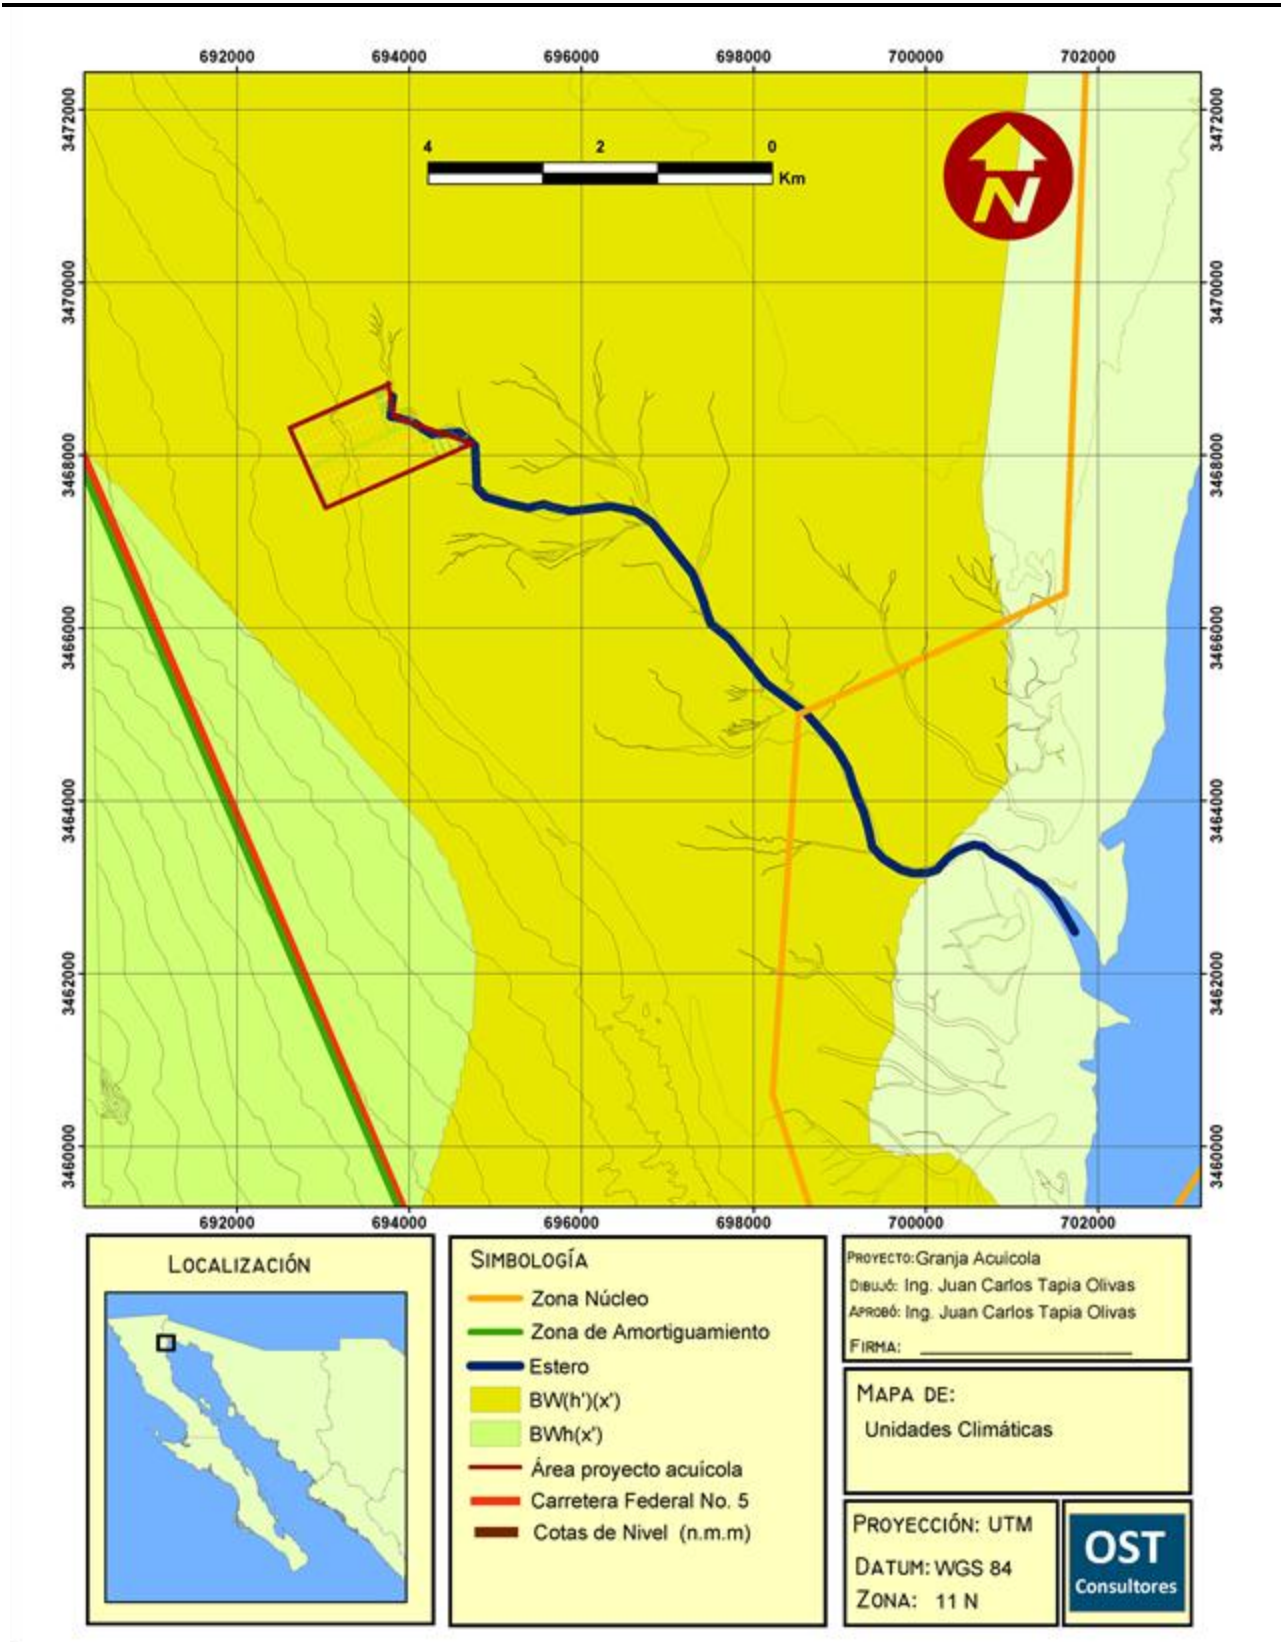 692000 694000 696000 698000 700000 702000
3472000 3472000
4 2 0
Km
N
3470000 3470000
3468000 3468000
3466000 3466000
3464000 3464000
3462000 3462000
3460000 3460000
692000 694000 696000 698000 700000 702000
LOCALIZACIÓN
SIMBOLOGÍA
Zona Núcleo
Zona de Amortiguamiento
Estero
BW(h')(x')
BWh(x')
Área proyecto acuícola
Carretera Federal No. 5
Cotas de Nivel (n.m.m)
PROYECTO: Granja Acuicola
DIBUJÓ: Ing. Juan Carlos Tapia Olivas
APROBÓ: Ing. Juan Carlos Tapia Olivas
FIRMA:
MAPA DE:
Unidades Climáticas
PROYECCIÓN: UTM
DATUM: WGS 84
ZONA: 11 N
OST
Consultores